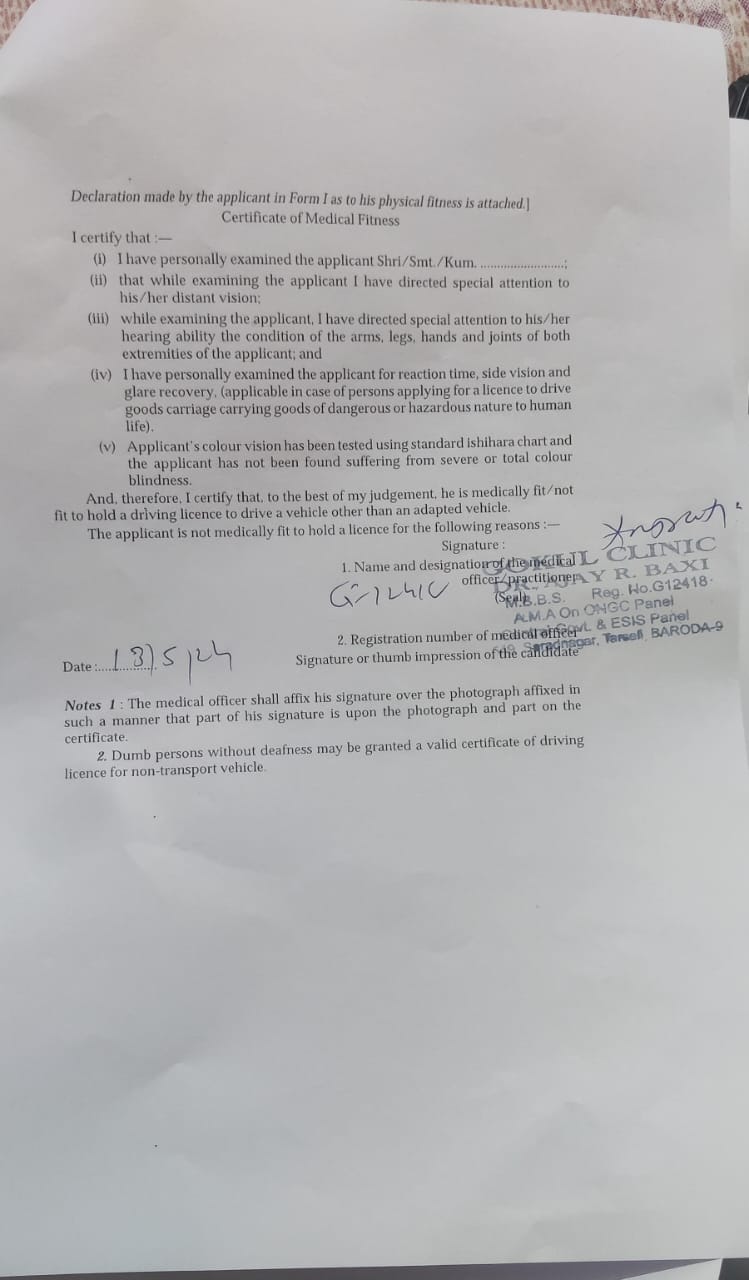 Declaration made by the applicant in Form I as to his physical fitness is attached.]
Certificate of Medical Fitness
I certify that :—
(i) I have personally examined the applicant Shri/Smt./Kum. ..........................;
(ii) that while examining the applicant I have directed special attention to
his/her distant vision;
(iii) while examining the applicant, I have directed special attention to his/her
hearing ability the condition of the arms, legs, hands and joints of both
extremities of the applicant; and
(iv) I have personally examined the applicant for reaction time, side vision and
glare recovery, (applicable in case of persons applying for a licence to drive
goods carriage carrying goods of dangerous or hazardous nature to human
life).
(v) Applicant's colour vision has been tested using standard ishihara chart and
the applicant has not been found suffering from severe or total colour
blindness.
And, therefore, I certify that, to the best of my judgement, he is medically fit/not
fit to hold a driving licence to drive a vehicle other than an adapted vehicle.
The applicant is not medically fit to hold a licence for the following reasons :—
Signature :
1. Name and designation of the medical
officer/practitioner
(Seal)
GOKUL CLINIC
DR. AJAY R. BAXI
M.B.B.S. Reg. No.G12418
A.M.A On ONGC Panel
Govt. & ESIS Panel
Tarsali, BARODA-9
G-12418
2. Registration number of medical officer
Signature or thumb impression of the candidate
Date :..... 13/5/24
Notes 1 : The medical officer shall affix his signature over the photograph affixed in
such a manner that part of his signature is upon the photograph and part on the
certificate.
2. Dumb persons without deafness may be granted a valid certificate of driving
licence for non-transport vehicle.